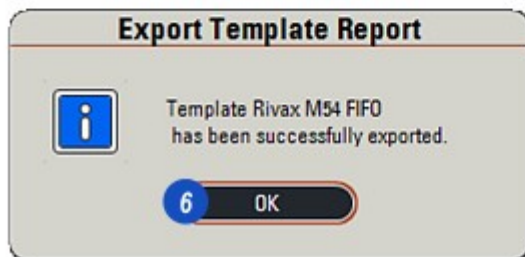 Export Template Report
Template Rivax M54 FIFO
has been successfully exported.
6 OK